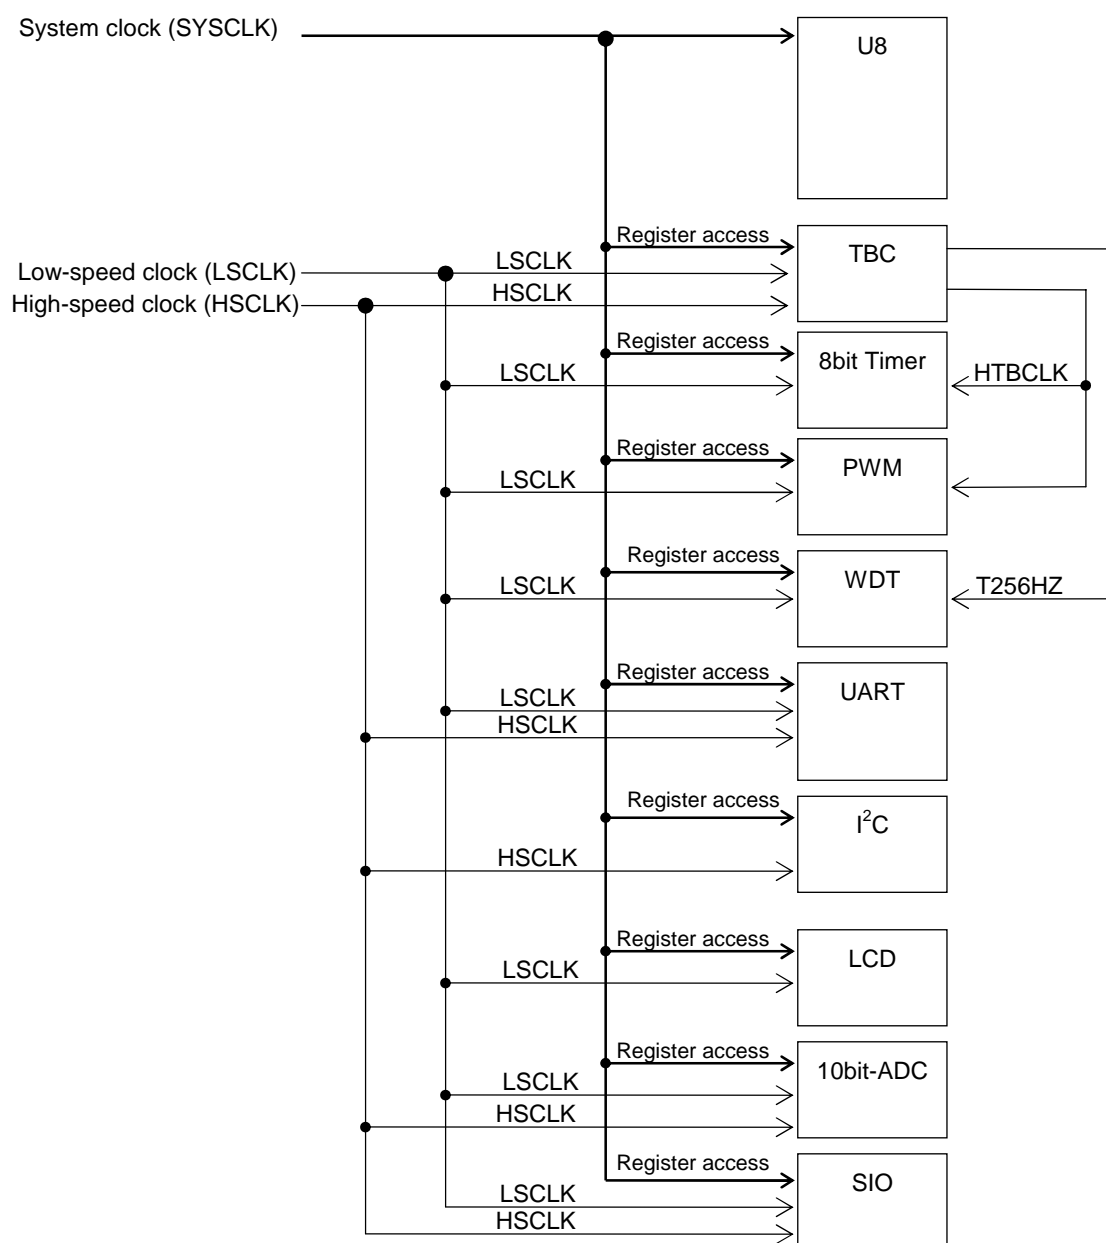 System clock (SYSCLK)
U8
Register access
TBC
Low-speed clock (LSCLK)
LSCLK
High-speed clock (HSCLK)
HSCLK
Register access
8bit Timer
LSCLK
HTBCLK
Register access
PWM
LSCLK
Register access
WDT
LSCLK
T256HZ
Register access
UART
LSCLK
HSCLK
Register access
I²C
HSCLK
Register access
LCD
LSCLK
Register access
10bit-ADC
LSCLK
HSCLK
Register access
SIO
LSCLK
HSCLK